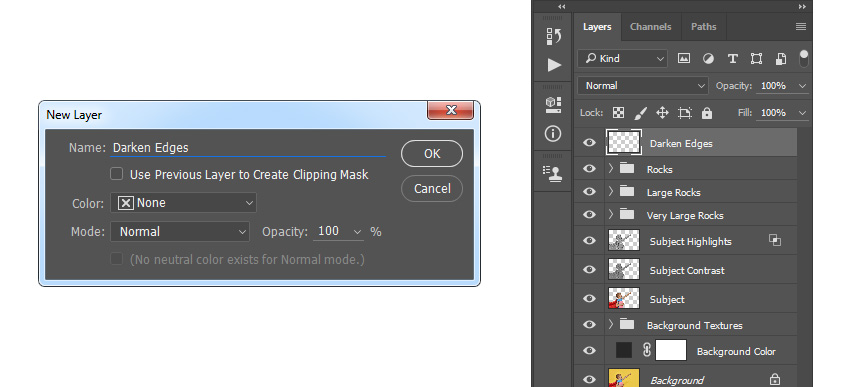 New Layer
Name: Darken Edges
OK
Use Previous Layer to Create Clipping Mask
Cancel
Color: None
Mode: Normal Opacity: 100 %
(No neutral color exists for Normal mode.)
Layers Channels Paths
Kind
Normal Opacity: 100%
Lock: Fill: 100%
Darken Edges
Rocks
Large Rocks
Very Large Rocks
Subject Highlights
Subject Contrast
Subject
Background Textures
Background Color
Background